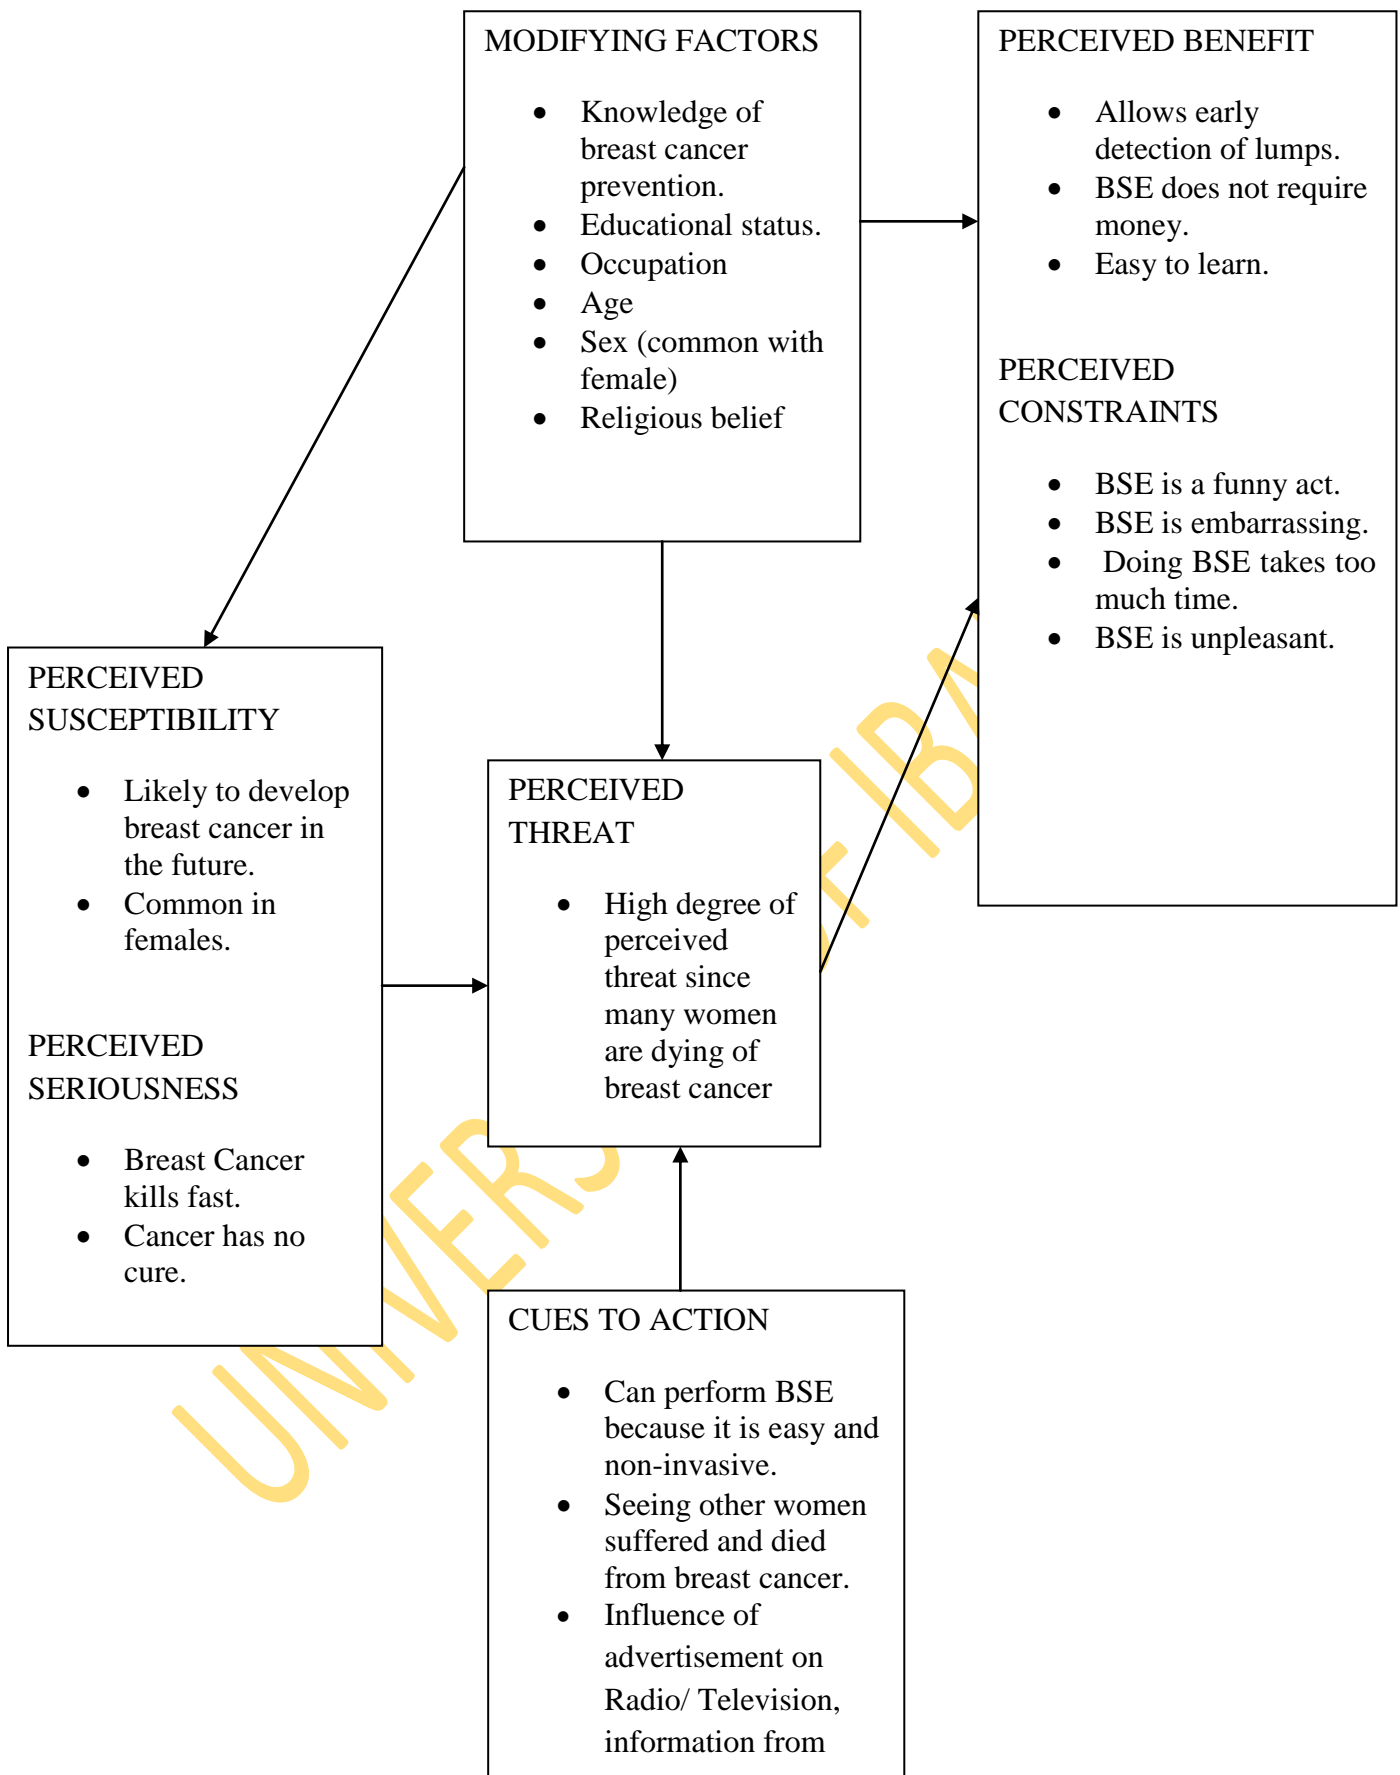 MODIFYING FACTORS
• Knowledge of
breast cancer
prevention.
• Educational status.
• Occupation
• Age
• Sex (common with
female)
• Religious belief
PERCEIVED BENEFIT
• Allows early
detection of lumps.
• BSE does not require
money.
• Easy to learn.
PERCEIVED
CONSTRAINTS
• BSE is a funny act.
• BSE is embarrassing.
• Doing BSE takes too
much time.
• BSE is unpleasant.
PERCEIVED
SUSCEPTIBILITY
• Likely to develop
breast cancer in
the future.
• Common in
females.
PERCEIVED
SERIOUSNESS
• Breast Cancer
kills fast.
• Cancer has no
cure.
PERCEIVED
THREAT
• High degree of
perceived
threat since
many women
are dying of
breast cancer
CUES TO ACTION
• Can perform BSE
because it is easy and
non-invasive.
• Seeing other women
suffered and died
from breast cancer.
• Influence of
advertisement on
Radio/ Television,
information from